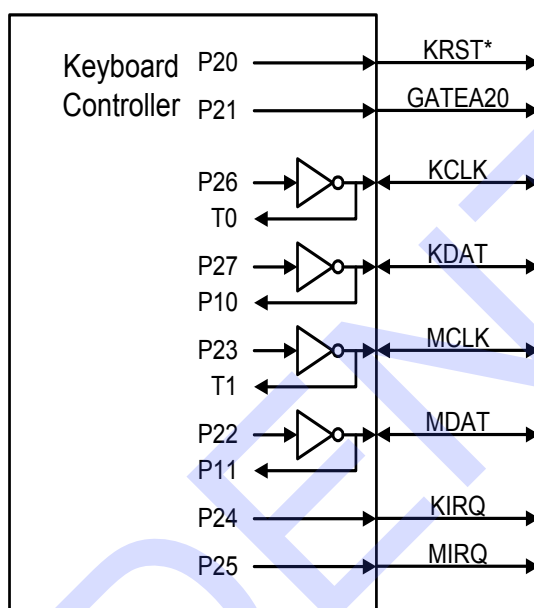 Keyboard
Controller
P20
KRST*
P21
GATEA20
P26
KCLK
T0
P27
KDAT
P10
P23
MCLK
T1
P22
MDAT
P11
P24
KIRQ
P25
MIRQ